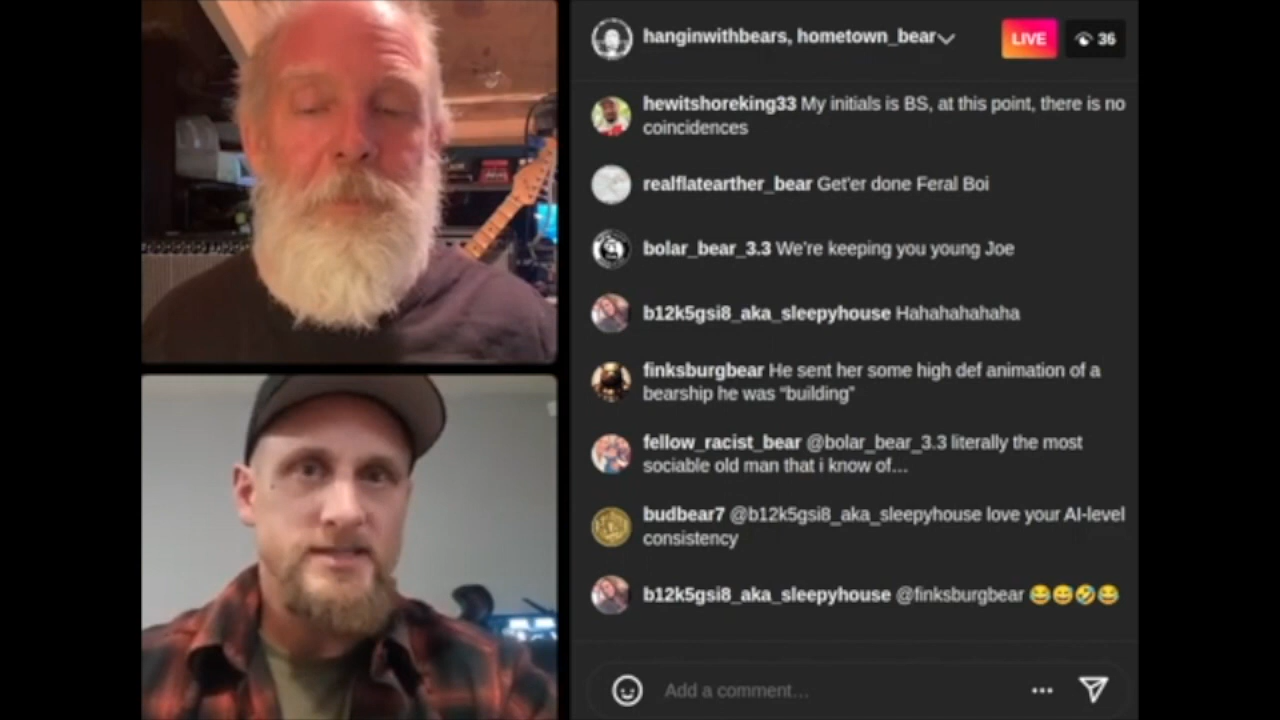 hanginwithbears, hometown_bear
LIVE
36
hewitshoreking33 My initials is BS, at this point, there is no
coincidences
realflatearther_bear Get'er done Feral Boi
bolar_bear_3.3 We're keeping you young Joe
b12k5gsi8_aka_sleepyhouse Hahahahahaha
finksburgbear He sent her some high def animation of a
bearship he was “building”
fellow_racist_bear @bolar_bear_3.3 literally the most
sociable old man that i know of...
budbear7 @b12k5gsi8_aka_sleepyhouse love your AI-level
consistency
b12k5gsi8_aka_sleepyhouse @finksburgbear 😂😅🤣😂
Add a comment...